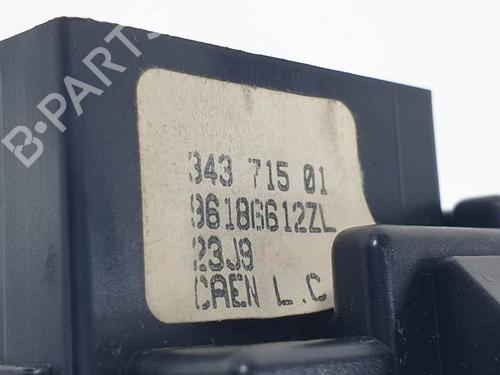 B-PARTS
343 715 01
96186612ZL
23J9
CAEN L.C